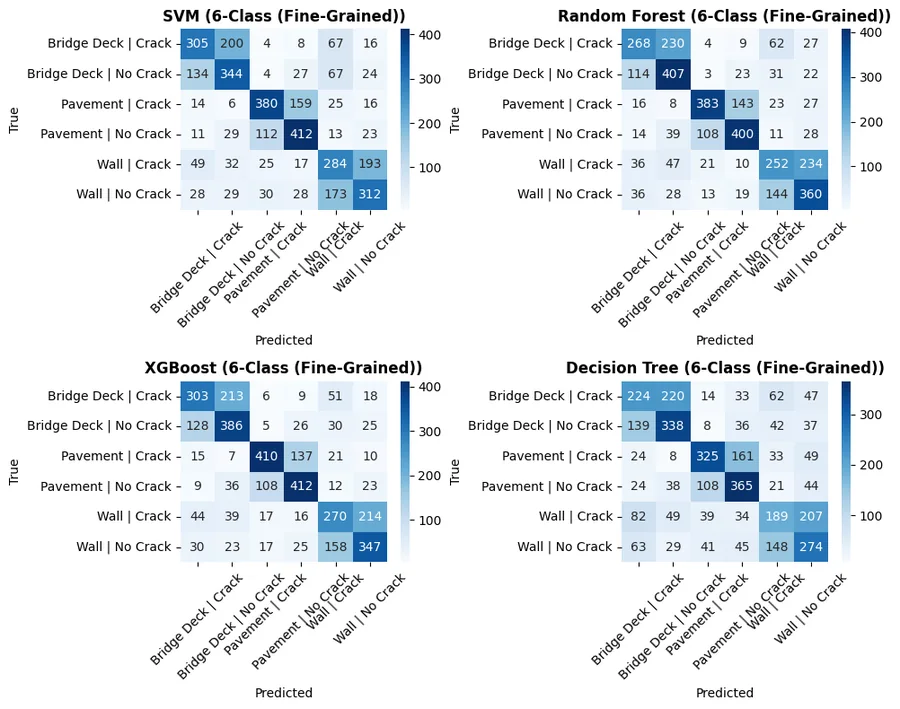 SVM (6-Class (Fine-Grained))
True
Bridge Deck | Crack 305 200 4 8 67 16
Bridge Deck | No Crack 134 344 4 27 67 24
Pavement | Crack 14 6 380 159 25 16
Pavement | No Crack 11 29 112 412 13 23
Wall | Crack 49 32 25 17 284 193
Wall | No Crack 28 29 30 28 173 312
400
300
200
100
Bridge Deck | Crack
Bridge Deck | No Crack
Pavement | Crack
Pavement | No Crack
Wall | Crack
Wall | No Crack
Predicted
Random Forest (6-Class (Fine-Grained))
True
Bridge Deck | Crack 268 230 4 9 62 27
Bridge Deck | No Crack 114 407 3 23 31 22
Pavement | Crack 16 8 383 143 23 27
Pavement | No Crack 14 39 108 400 11 28
Wall | Crack 36 47 21 10 252 234
Wall | No Crack 36 28 13 19 144 360
400
300
200
100
Bridge Deck | Crack
Bridge Deck | No Crack
Pavement | Crack
Pavement | No Crack
Wall | Crack
Wall | No Crack
Predicted
XGBoost (6-Class (Fine-Grained))
True
Bridge Deck | Crack 303 213 6 9 51 18
Bridge Deck | No Crack 128 386 5 26 30 25
Pavement | Crack 15 7 410 137 21 10
Pavement | No Crack 9 36 108 412 12 23
Wall | Crack 44 39 17 16 270 214
Wall | No Crack 30 23 17 25 158 347
400
300
200
100
Bridge Deck | Crack
Bridge Deck | No Crack
Pavement | Crack
Pavement | No Crack
Wall | Crack
Wall | No Crack
Predicted
Decision Tree (6-Class (Fine-Grained))
True
Bridge Deck | Crack 224 220 14 33 62 47
Bridge Deck | No Crack 139 338 8 36 42 37
Pavement | Crack 24 8 325 161 33 49
Pavement | No Crack 24 38 108 365 21 44
Wall | Crack 82 49 39 34 189 207
Wall | No Crack 63 29 41 45 148 274
300
200
100
Bridge Deck | Crack
Bridge Deck | No Crack
Pavement | Crack
Pavement | No Crack
Wall | Crack
Wall | No Crack
Predicted